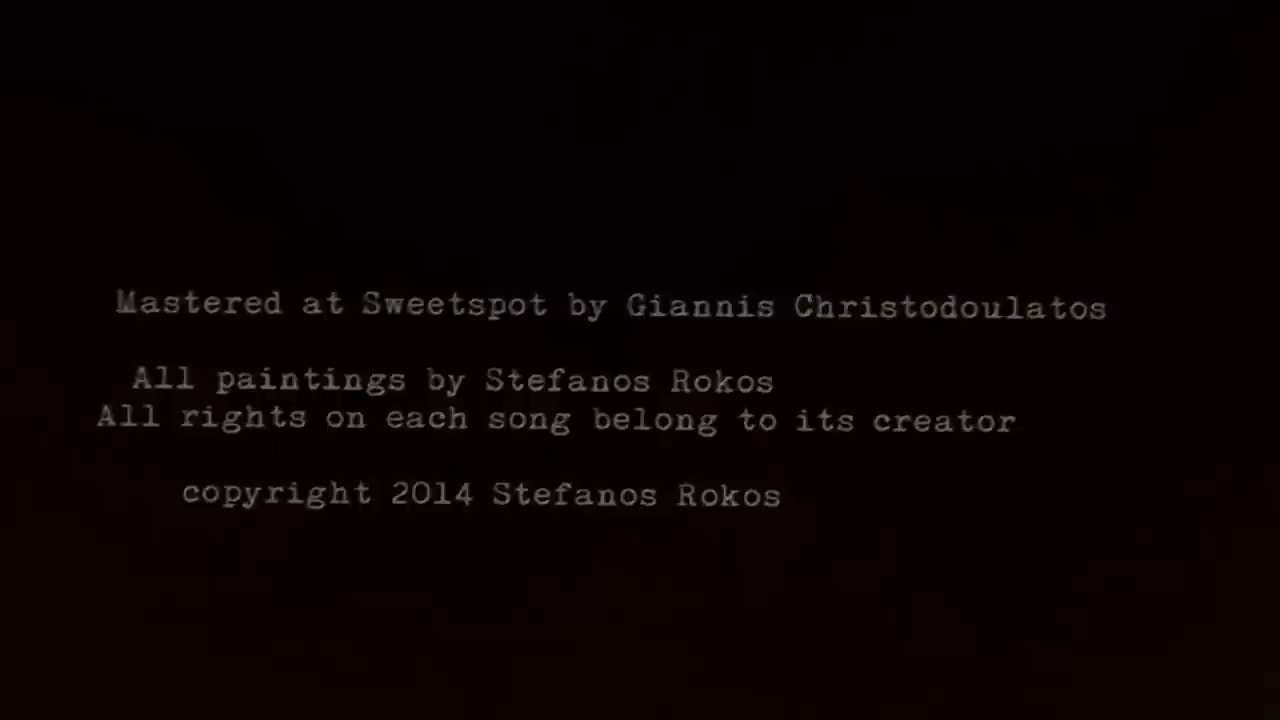 Mastered at Sweetspot by Giannis Christodoulatos
All paintings by Stefanos Rokos
All rights on each song belong to its creator
copyright 2014 Stefanos Rokos